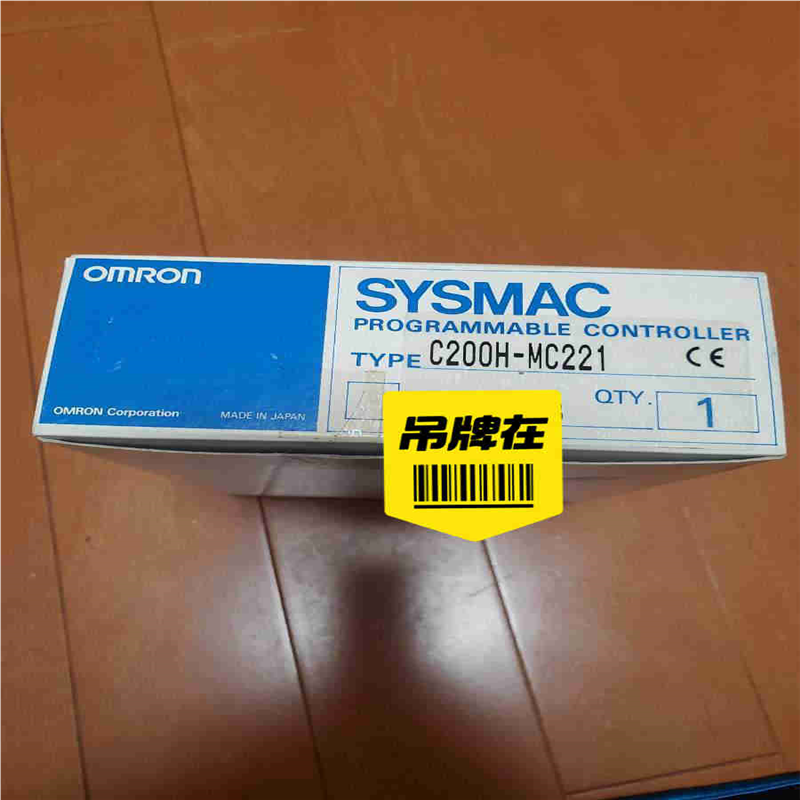 OMRON
SYSMAC
PROGRAMMABLE CONTROLLER
TYPE C200H-MC221 CE
QTY. 1
OMRON Corporation MADE IN JAPAN
吊牌在